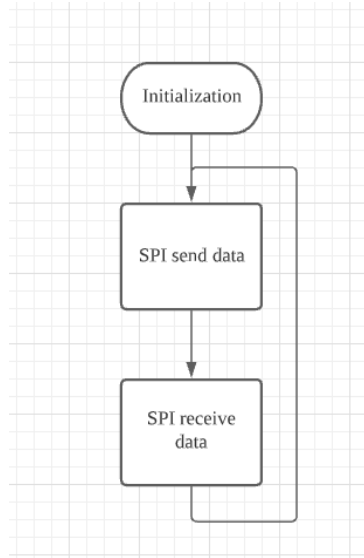 Initialization
SPI send data
SPI receive
data